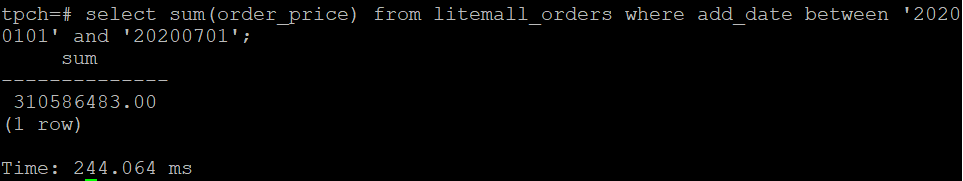 tpch=# select sum(order_price) from litemall_orders where add_date between '2020
0101' and '20200701';
sum
--------------
310586483.00
(1 row)
Time: 244.064 ms